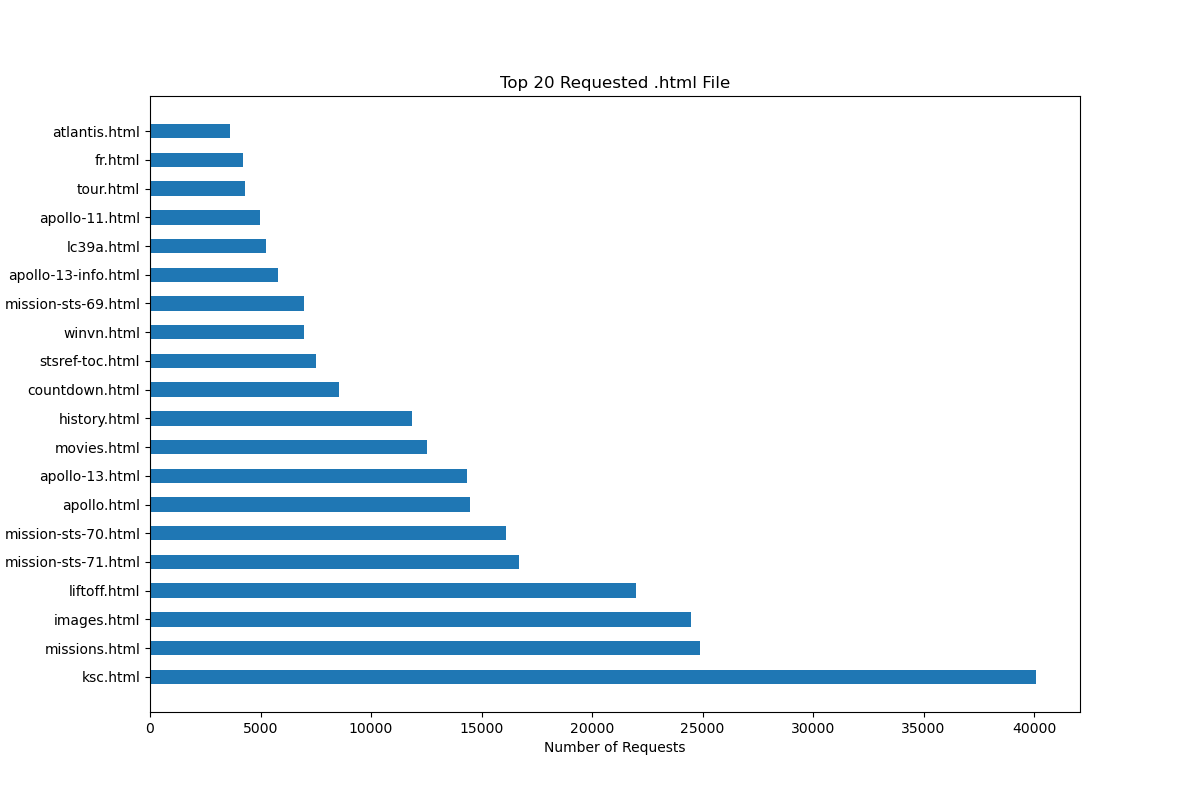 Top 20 Requested .html File
atlantis.html
fr.html
tour.html
apollo-11.html
lc39a.html
apollo-13-info.html
mission-sts-69.html
winvn.html
stsref-toc.html
countdown.html
history.html
movies.html
apollo-13.html
apollo.html
mission-sts-70.html
mission-sts-71.html
liftoff.html
images.html
missions.html
ksc.html
0 5000 10000 15000 20000 25000 30000 35000 40000
Number of Requests